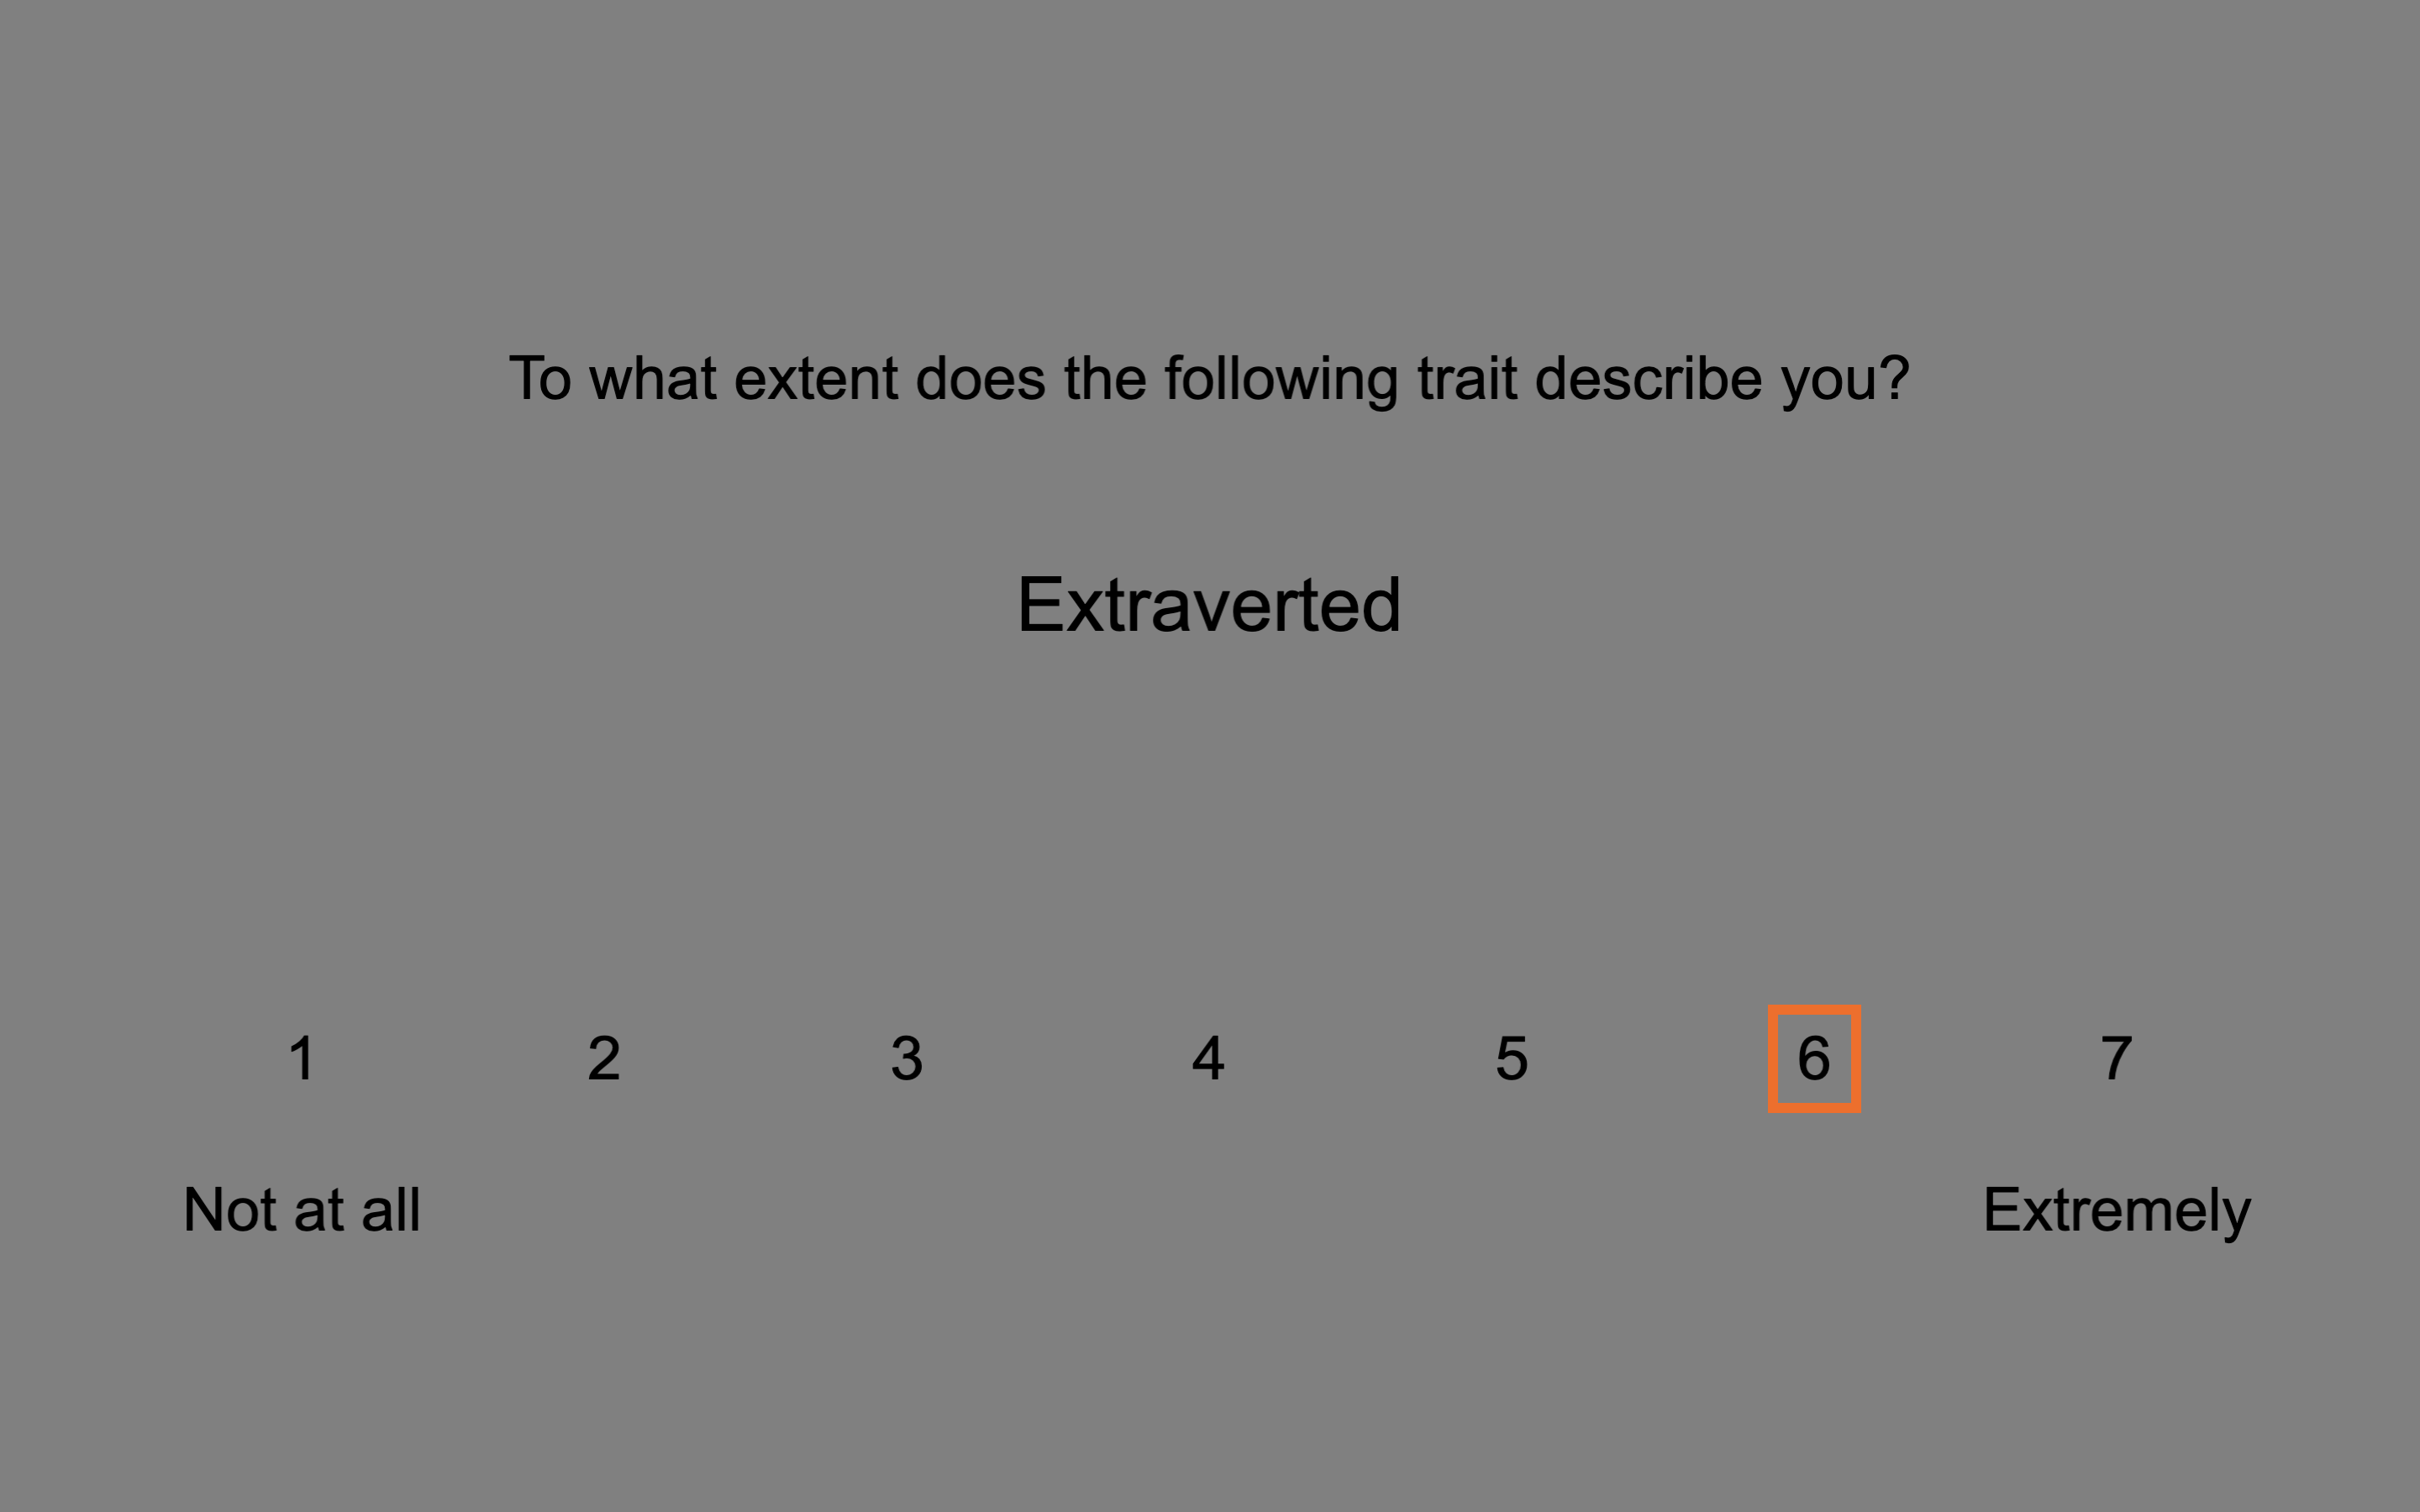 To what extent does the following trait describe you?
Extraverted
1 2 3 4 5 6 7
Not at all Extremely